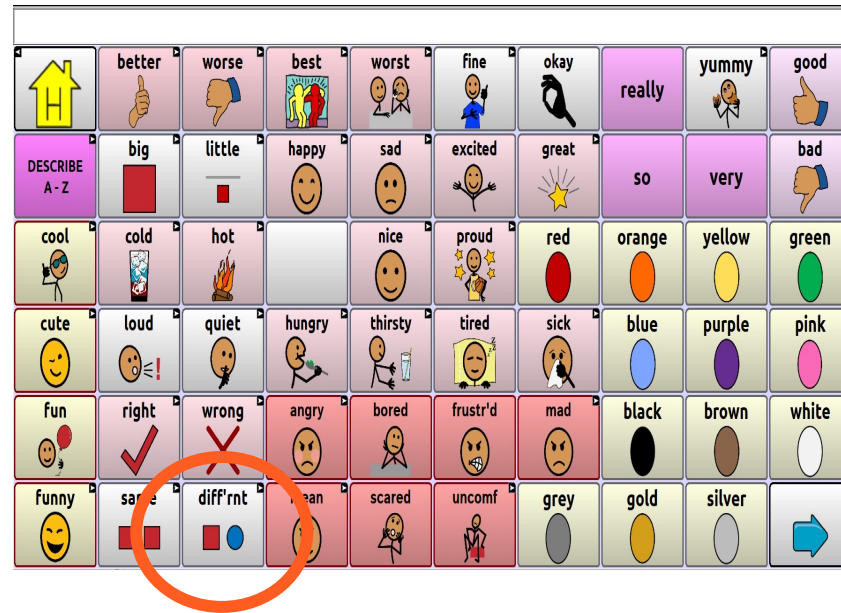 H
better
worse
best
worst
fine
okay
really
yummy
good
DESCRIBE
A - Z
big
little
happy
sad
excited
great
so
very
bad
cool
cold
hot
nice
proud
red
orange
yellow
green
cute
loud
quiet
hungry
thirsty
tired
sick
blue
purple
pink
fun
right
wrong
angry
bored
frustr'd
mad
black
brown
white
funny
same
diff'rnt
mean
scared
uncomf
grey
gold
silver